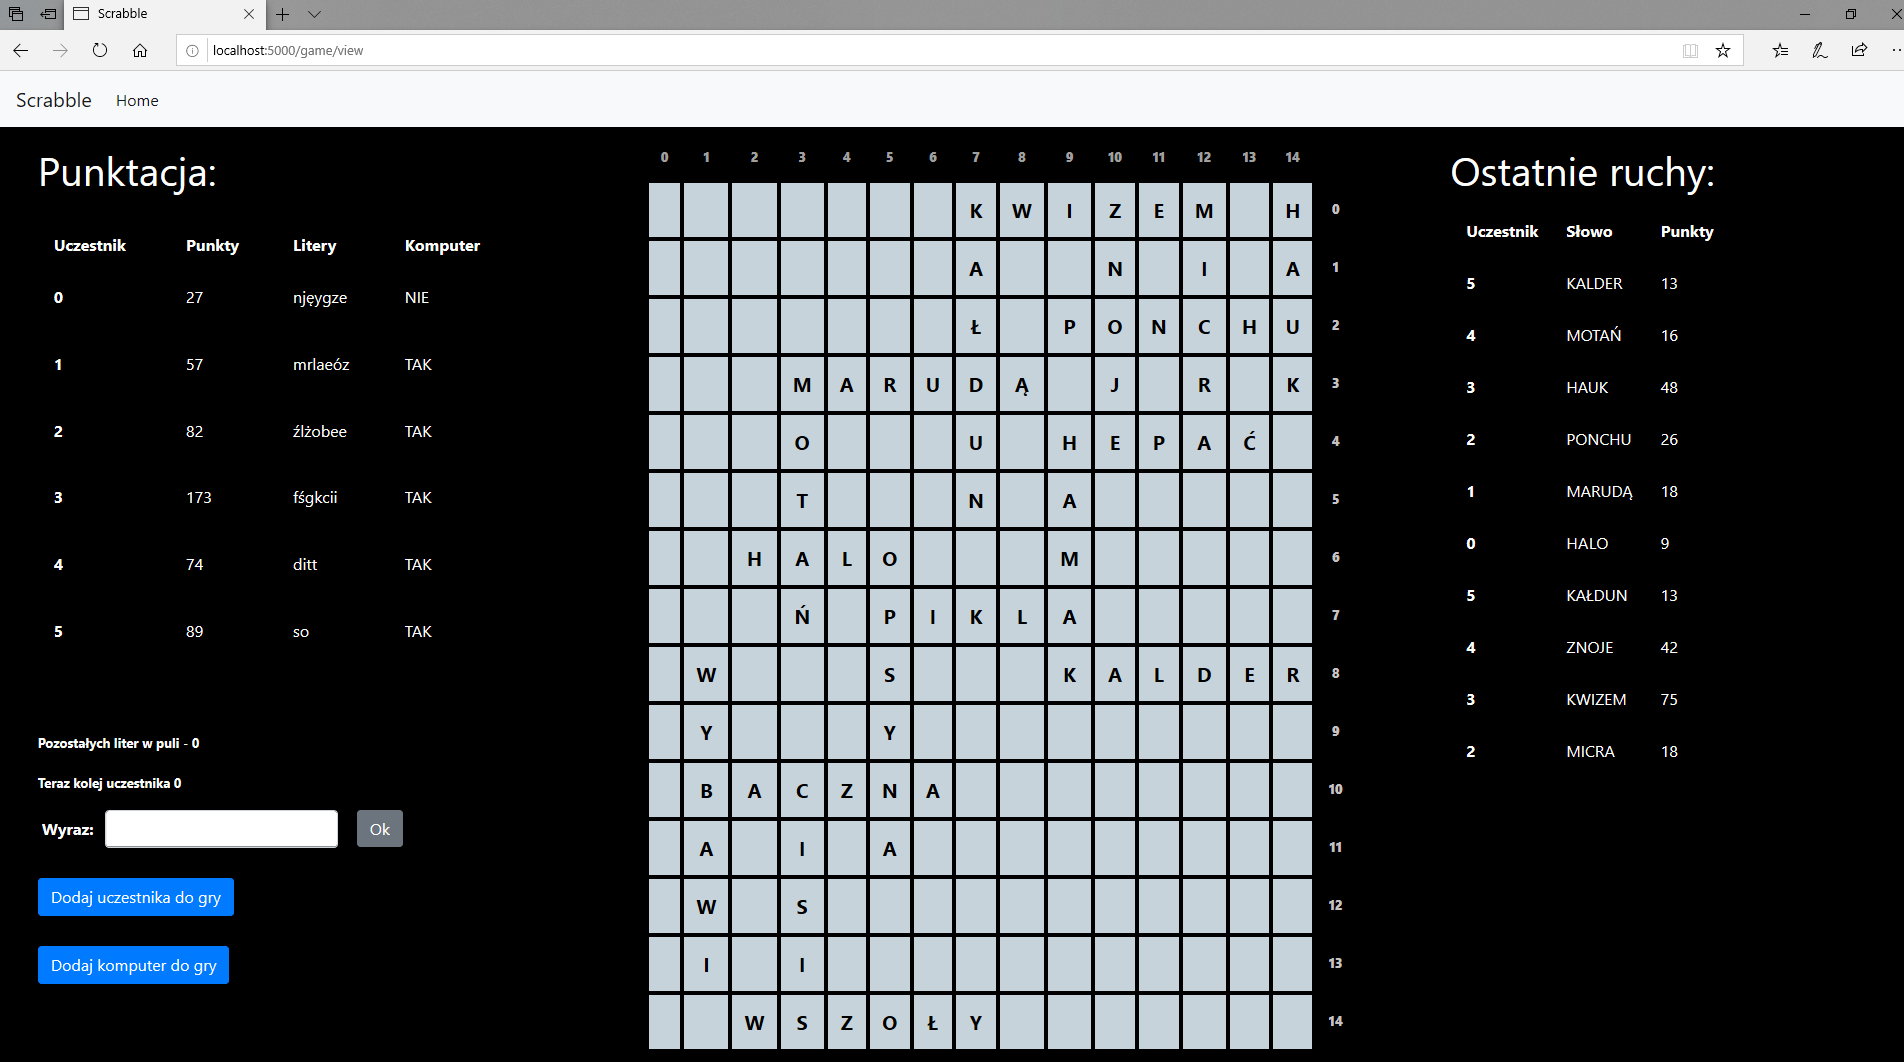 Scrabble
localhost:5000/game/view
Scrabble Home
Punktacja:
Uczestnik Punkty Litery Komputer
0 27 njęygze NIE
1 57 mrlaeóz TAK
2 82 źlżobee TAK
3 173 fśgkcii TAK
4 74 ditt TAK
5 89 so TAK
Pozostałych liter w puli - 0
Teraz kolej uczestnika 0
Wyraz: Ok
Dodaj uczestnika do gry
Dodaj komputer do gry
0 1 2 3 4 5 6 7 8 9 10 11 12 13 14
K W I Z E M H 0
A N I A 1
Ł P O N C H U 2
M A R U D Ą J R K 3
O U H E P A Ć 4
T N A 5
H A L O M 6
Ń P I K L A 7
W S K A L D E R 8
Y Y 9
B A C Z N A 10
A I A 11
W S 12
I I 13
W S Z O Ł Y 14
Ostatnie ruchy:
Uczestnik Słowo Punkty
5 KALDER 13
4 MOTAŃ 16
3 HAUK 48
2 PONCHU 26
1 MARUDĄ 18
0 HALO 9
5 KAŁDUN 13
4 ZNOJE 42
3 KWIZEM 75
2 MICRA 18